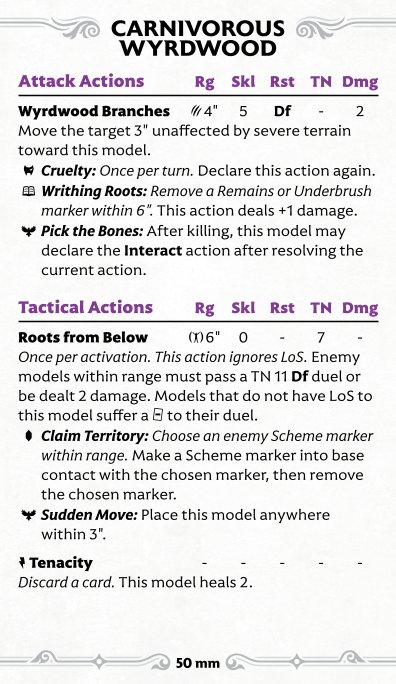 CARNIVOROUS
WYRDWOOD
Attack Actions Rg Skl Rst TN Dmg
Wyrdwood Branches 4" 5 Df - 2
Move the target 3" unaffected by severe terrain
toward this model.
Cruelty: Once per turn. Declare this action again.
Writhing Roots: Remove a Remains or Underbrush
marker within 6". This action deals +1 damage.
Pick the Bones: After killing, this model may
declare the Interact action after resolving the
current action.
Tactical Actions Rg Skl Rst TN Dmg
Roots from Below 6" 0 - 7 -
Once per activation. This action ignores LoS. Enemy
models within range must pass a TN 11 Df duel or
be dealt 2 damage. Models that do not have LoS to
this model suffer a to their duel.
Claim Territory: Choose an enemy Scheme marker
within range. Make a Scheme marker into base
contact with the chosen marker, then remove
the chosen marker.
Sudden Move: Place this model anywhere
within 3".
Tenacity - - - - -
Discard a card. This model heals 2.
50 mm